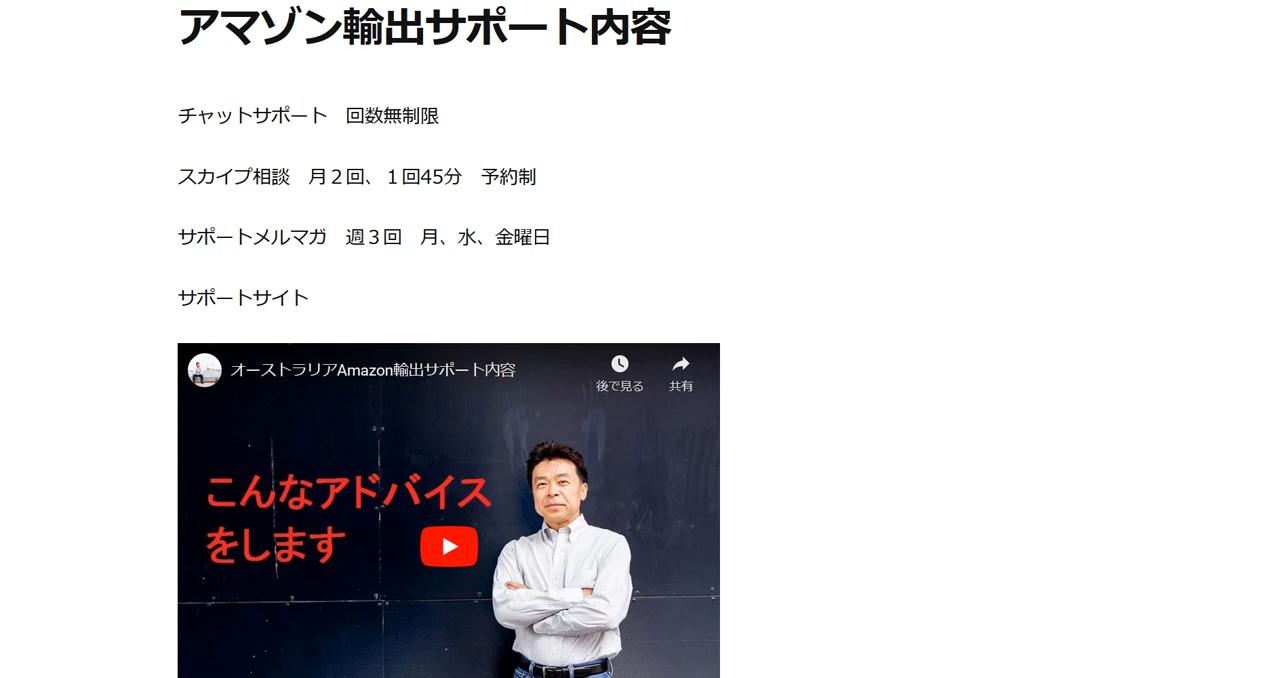 アマゾン輸出サポート内容
チャットサポート　回数無制限
スカイプ相談　月２回、１回45分　予約制
サポートメルマガ　週３回　月、水、金曜日
サポートサイト
オーストラリアAmazon輸出サポート内容
後で見る
共有
こんなアドバイス
をします